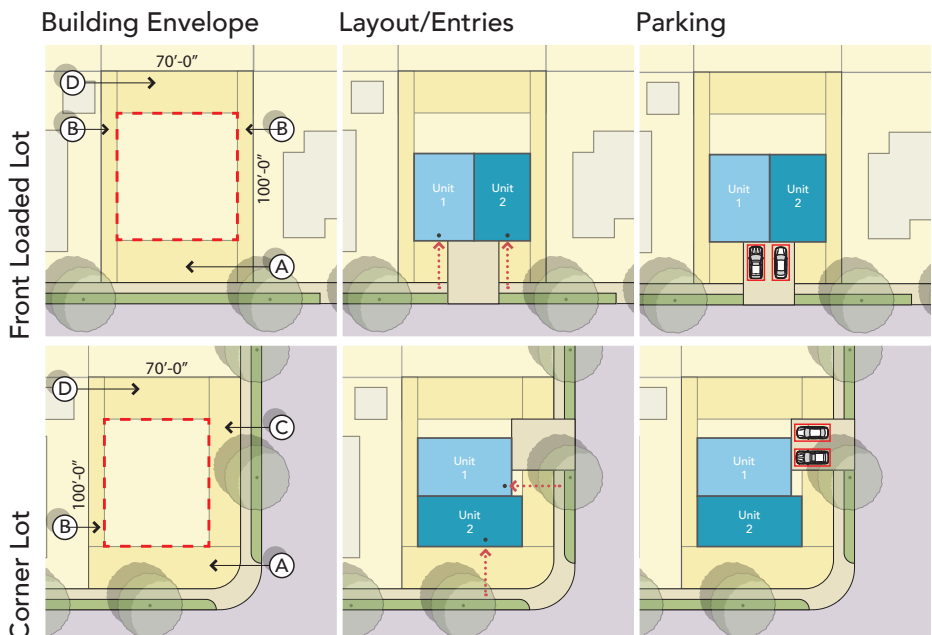 Building Envelope
Layout/Entries
Parking
Front Loaded Lot
70'-0"
D
B
B
100'-0"
A
Unit
1
Unit
2
Unit
1
Unit
2
Corner Lot
70'-0"
D
C
100'-0"
B
A
Unit
1
Unit
2
Unit
1
Unit
2